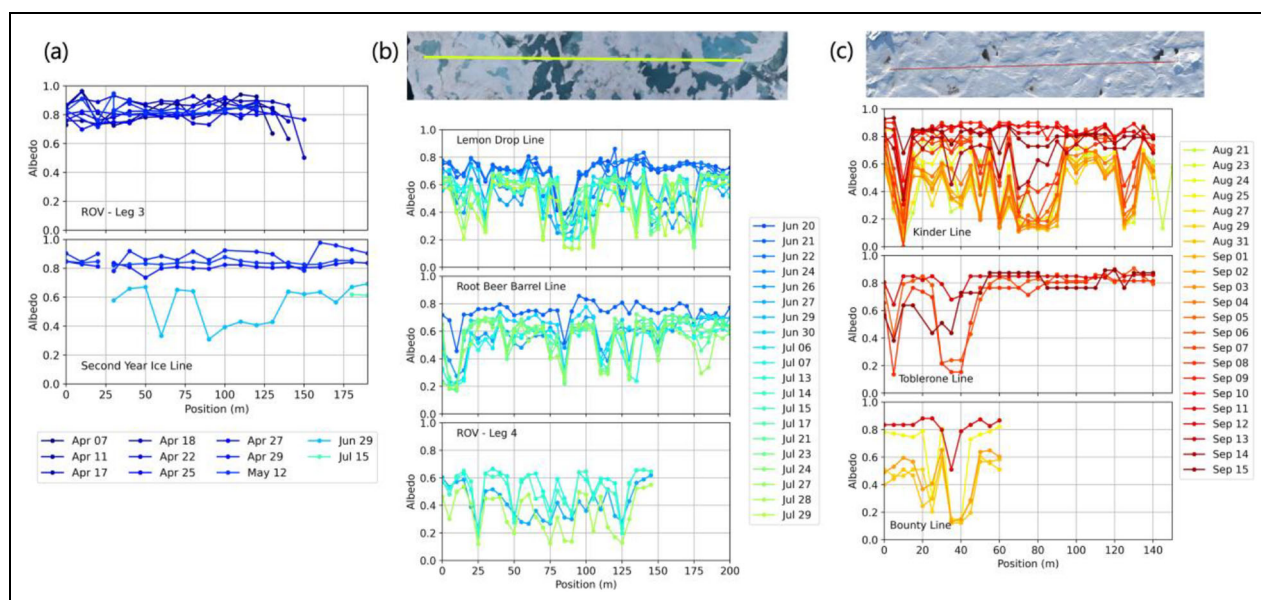 (a)
1.0
0.8
0.6
0.4
0.2
0.0
Albedo
ROV - Leg 3
1.0
0.8
0.6
0.4
0.2
0.0
Albedo
Second Year Ice Line
0 25 50 75 100 125 150 175
Position (m)
Apr 07 Apr 18 Apr 27 Jun 29
Apr 11 Apr 22 Apr 29 Jul 15
Apr 17 Apr 25 May 12
(b)
1.0
0.8
0.6
0.4
0.2
0.0
Albedo
Lemon Drop Line
1.0
0.8
0.6
0.4
0.2
0.0
Albedo
Root Beer Barrel Line
1.0
0.8
0.6
0.4
0.2
0.0
Albedo
ROV - Leg 4
0 25 50 75 100 125 150 175 200
Position (m)
Jun 20
Jun 21
Jun 22
Jun 24
Jun 26
Jun 27
Jun 29
Jun 30
Jul 06
Jul 07
Jul 13
Jul 14
Jul 15
Jul 17
Jul 21
Jul 23
Jul 24
Jul 27
Jul 28
Jul 29
(c)
1.0
0.8
0.6
0.4
0.2
0.0
Albedo
Kinder Line
1.0
0.8
0.6
0.4
0.2
0.0
Albedo
Toblerone Line
1.0
0.8
0.6
0.4
0.2
0.0
Albedo
Bounty Line
0 20 40 60 80 100 120 140
Position (m)
Aug 21
Aug 23
Aug 24
Aug 25
Aug 27
Aug 29
Aug 31
Sep 01
Sep 02
Sep 03
Sep 04
Sep 05
Sep 06
Sep 07
Sep 08
Sep 09
Sep 10
Sep 11
Sep 12
Sep 13
Sep 14
Sep 15